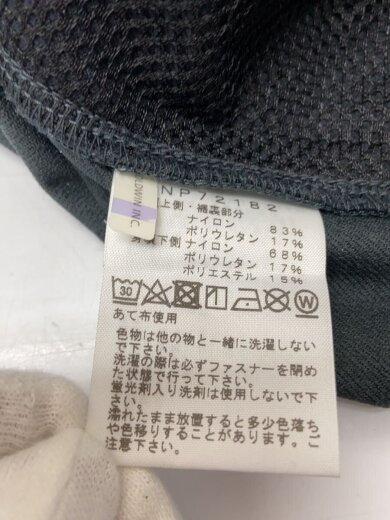 LDWIN INC.
NP72182
上側・裾裏部分
ナイロン 83%
ポリウレタン 17%
下側ナイロン 68%
ポリウレタン 17%
ポリエステル 15%
30
W
あて布使用
色物は他の物と一緒に洗濯しない
で下さい。
洗濯の際は必ずファスナーを閉め
た状態で行って下さい。
蛍光剤入り洗剤は使用しないで下
さい。
濡れたまま放置すると多少色落ち
や色移りすることがあります。ご
注意下さい。